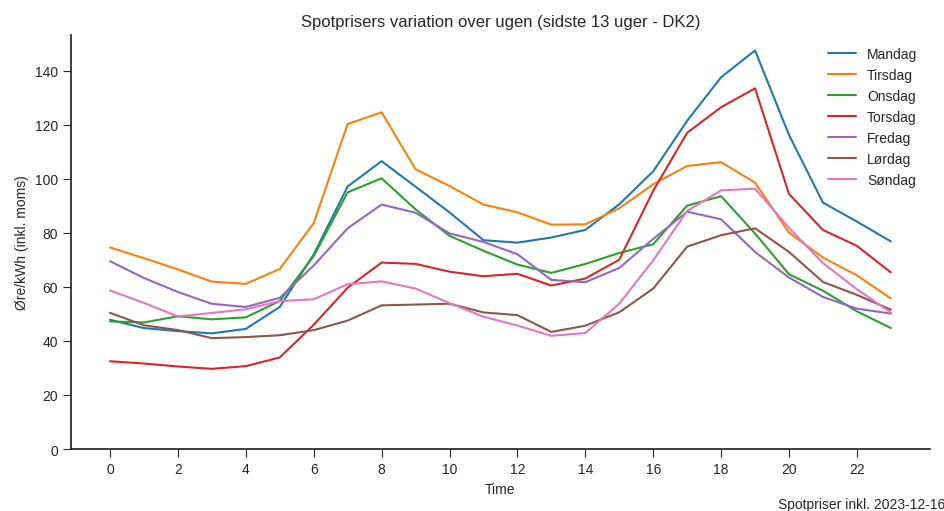 Spotprisers variation over ugen (sidste 13 uger - DK2)
Mandag
Tirsdag
Onsdag
Torsdag
Fredag
Lørdag
Søndag
Øre/kWh (inkl. moms)
140
120
100
80
60
40
20
0
0 2 4 6 8 10 12 14 16 18 20 22
Time
Spotpriser inkl. 2023-12-16